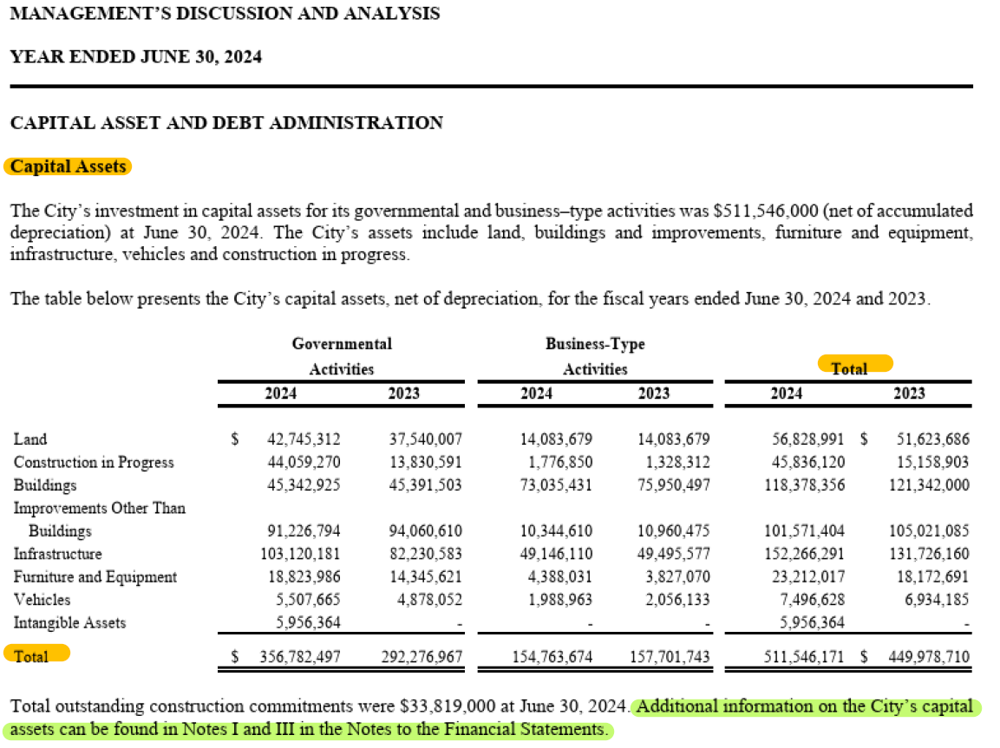 MANAGEMENT’S DISCUSSION AND ANALYSIS
YEAR ENDED JUNE 30, 2024
CAPITAL ASSET AND DEBT ADMINISTRATION
Capital Assets
The City’s investment in capital assets for its governmental and business–type activities was $511,546,000 (net of accumulated
depreciation) at June 30, 2024. The City’s assets include land, buildings and improvements, furniture and equipment,
infrastructure, vehicles and construction in progress.
The table below presents the City’s capital assets, net of depreciation, for the fiscal years ended June 30, 2024 and 2023.
Governmental Business-Type
Activities Activities Total
2024 2023 2024 2023 2024 2023
Land $ 42,745,312 37,540,007 14,083,679 14,083,679 56,828,991 $ 51,623,686
Construction in Progress 44,059,270 13,830,591 1,776,850 1,328,312 45,836,120 15,158,903
Buildings 45,342,925 45,391,503 73,035,431 75,950,497 118,378,356 121,342,000
Improvements Other Than
Buildings 91,226,794 94,060,610 10,344,610 10,960,475 101,571,404 105,021,085
Infrastructure 103,120,181 82,230,583 49,146,110 49,495,577 152,266,291 131,726,160
Furniture and Equipment 18,823,986 14,345,621 4,388,031 3,827,070 23,212,017 18,172,691
Vehicles 5,507,665 4,878,052 1,988,963 2,056,133 7,496,628 6,934,185
Intangible Assets 5,956,364 - - - 5,956,364 -
Total $ 356,782,497 292,276,967 154,763,674 157,701,743 511,546,171 $ 449,978,710
Total outstanding construction commitments were $33,819,000 at June 30, 2024. Additional information on the City’s capital
assets can be found in Notes I and III in the Notes to the Financial Statements.